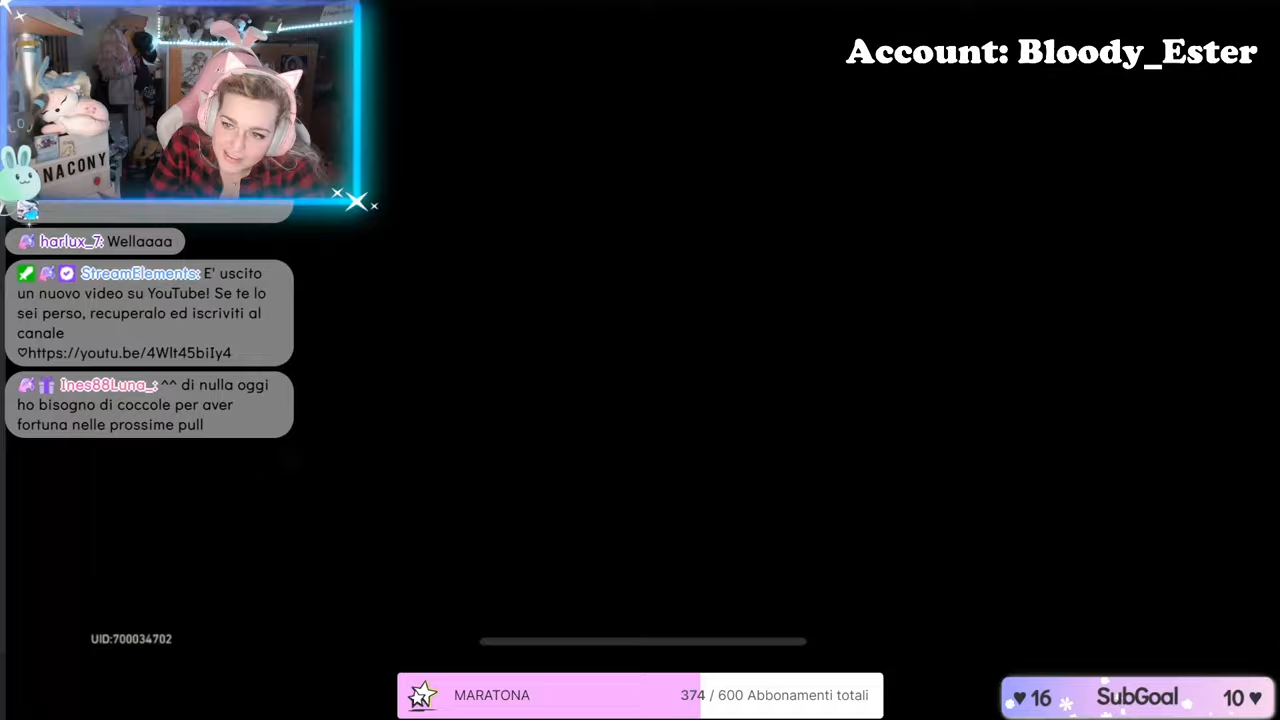 Account: Bloody_Ester
NACONY
harlux_7: Wellaaaa
StreamElements: E' uscito
un nuovo video su YouTube! Se te lo
sei perso, recuperalo ed iscriviti al
canale
♡https://youtu.be/4Wlt45biIy4
Ines88Luna_: ^^ di nulla oggi
ho bisogno di coccole per aver
fortuna nelle prossime pull
UID:700034702
MARATONA 374 / 600 Abbonamenti totali
♥ 16 SubGoal 10 ♥